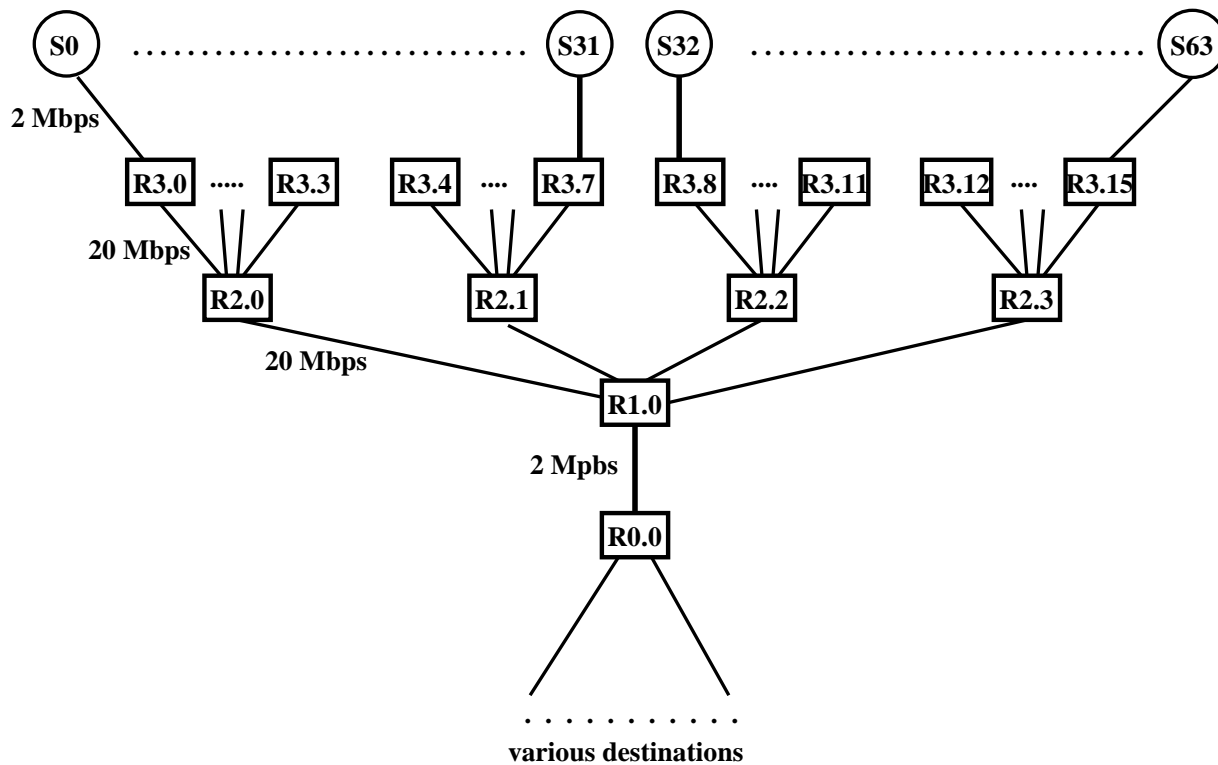 S0 S31 S32 S63
2 Mbps
R3.0 R3.3 R3.4 R3.7 R3.8 R3.11 R3.12 R3.15
20 Mbps
R2.0 R2.1 R2.2 R2.3
20 Mbps
R1.0
2 Mpbs
R0.0
various destinations